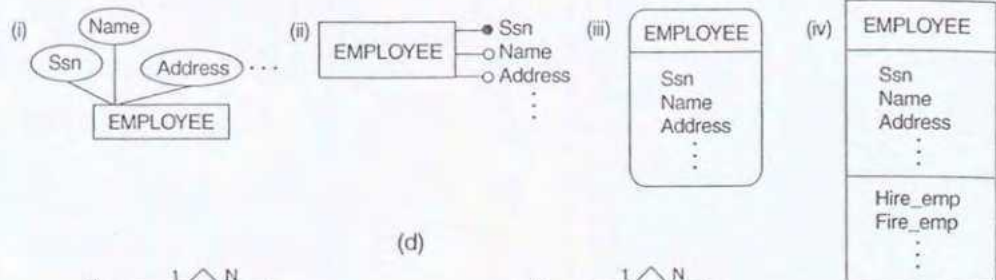 (i)
Name
Ssn
Address ...
EMPLOYEE
(ii)
EMPLOYEE
Ssn
Name
Address
(iii)
EMPLOYEE
Ssn
Name
Address
(iv)
EMPLOYEE
Ssn
Name
Address
Hire_emp
Fire_emp
(d)
1 N
1 N